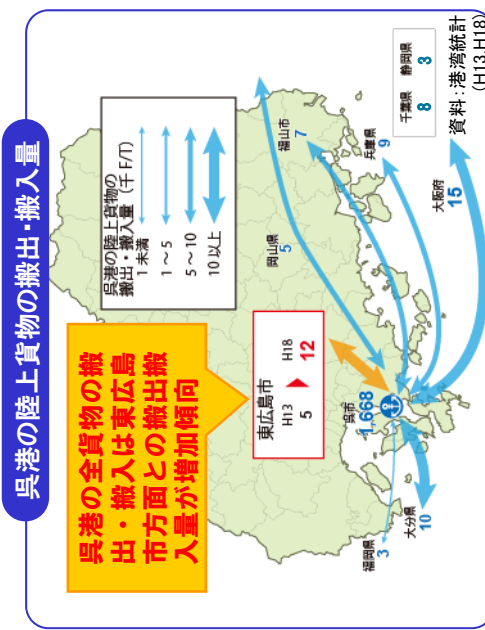 呉港の陸上貨物の搬出・搬入量
呉港の全貨物の搬
出・搬入は東広島
市方面との搬出搬
入量が増加傾向
呉港の陸上貨物の
搬出・搬入量（千F/T）
1未満
1～5
5～10
10以上
東広島市
H13 H18
5 12
岡山県
5
福山市
7
兵庫県
9
大阪府
15
呉市
1,668
福岡県
3
大分県
10
千葉県 静岡県
8 3
資料：港湾統計
（H13,H18）